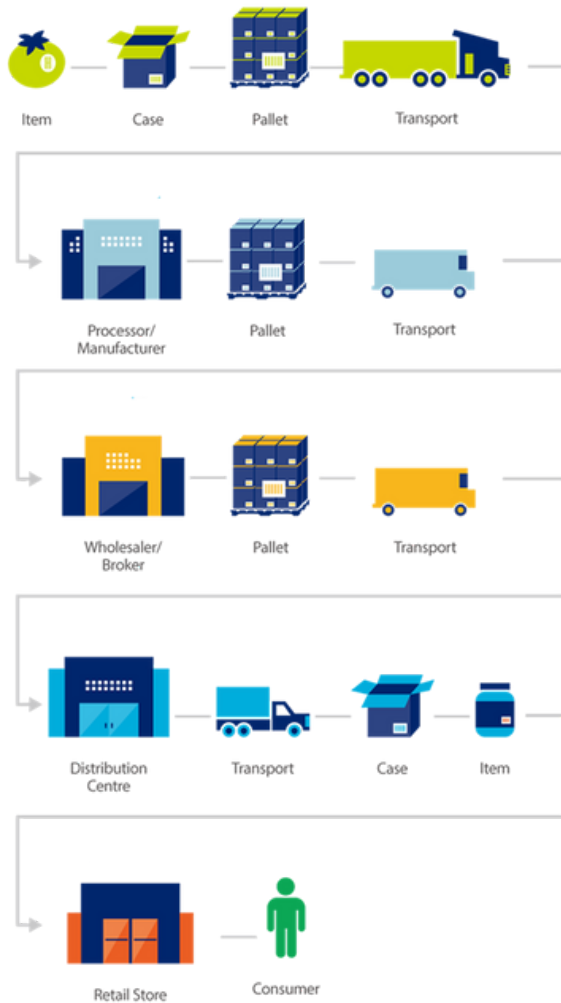 Item
Case
Pallet
Transport
Processor/
Manufacturer
Pallet
Transport
Wholesaler/
Broker
Pallet
Transport
Distribution
Centre
Transport
Case
Item
Retail Store
Consumer